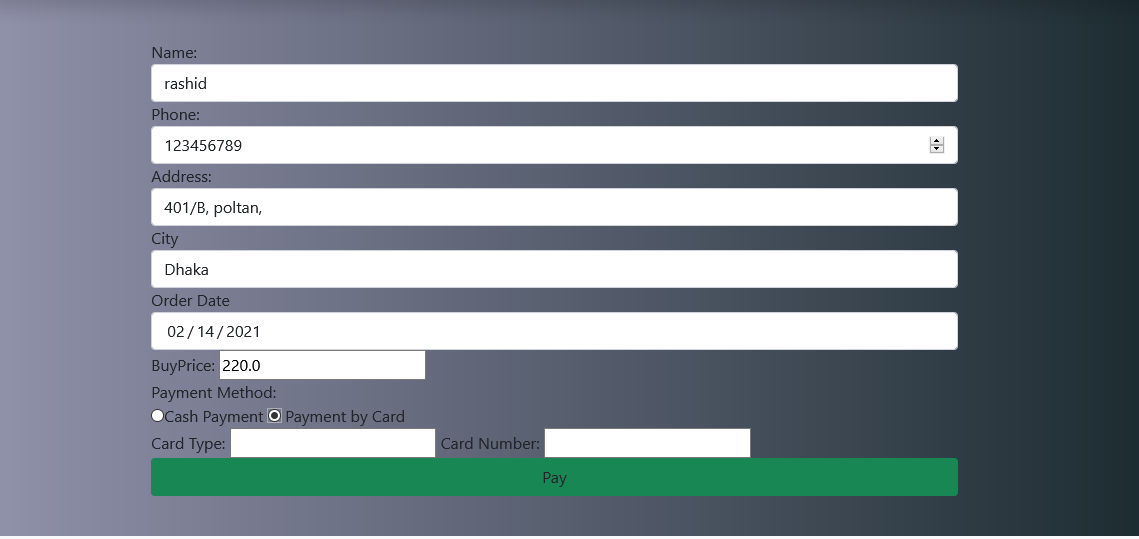 Name:
rashid
Phone:
123456789
Address:
401/B, poltan,
City
Dhaka
Order Date
02 / 14 / 2021
BuyPrice: 220.0
Payment Method:
Cash Payment Payment by Card
Card Type: Card Number:
Pay